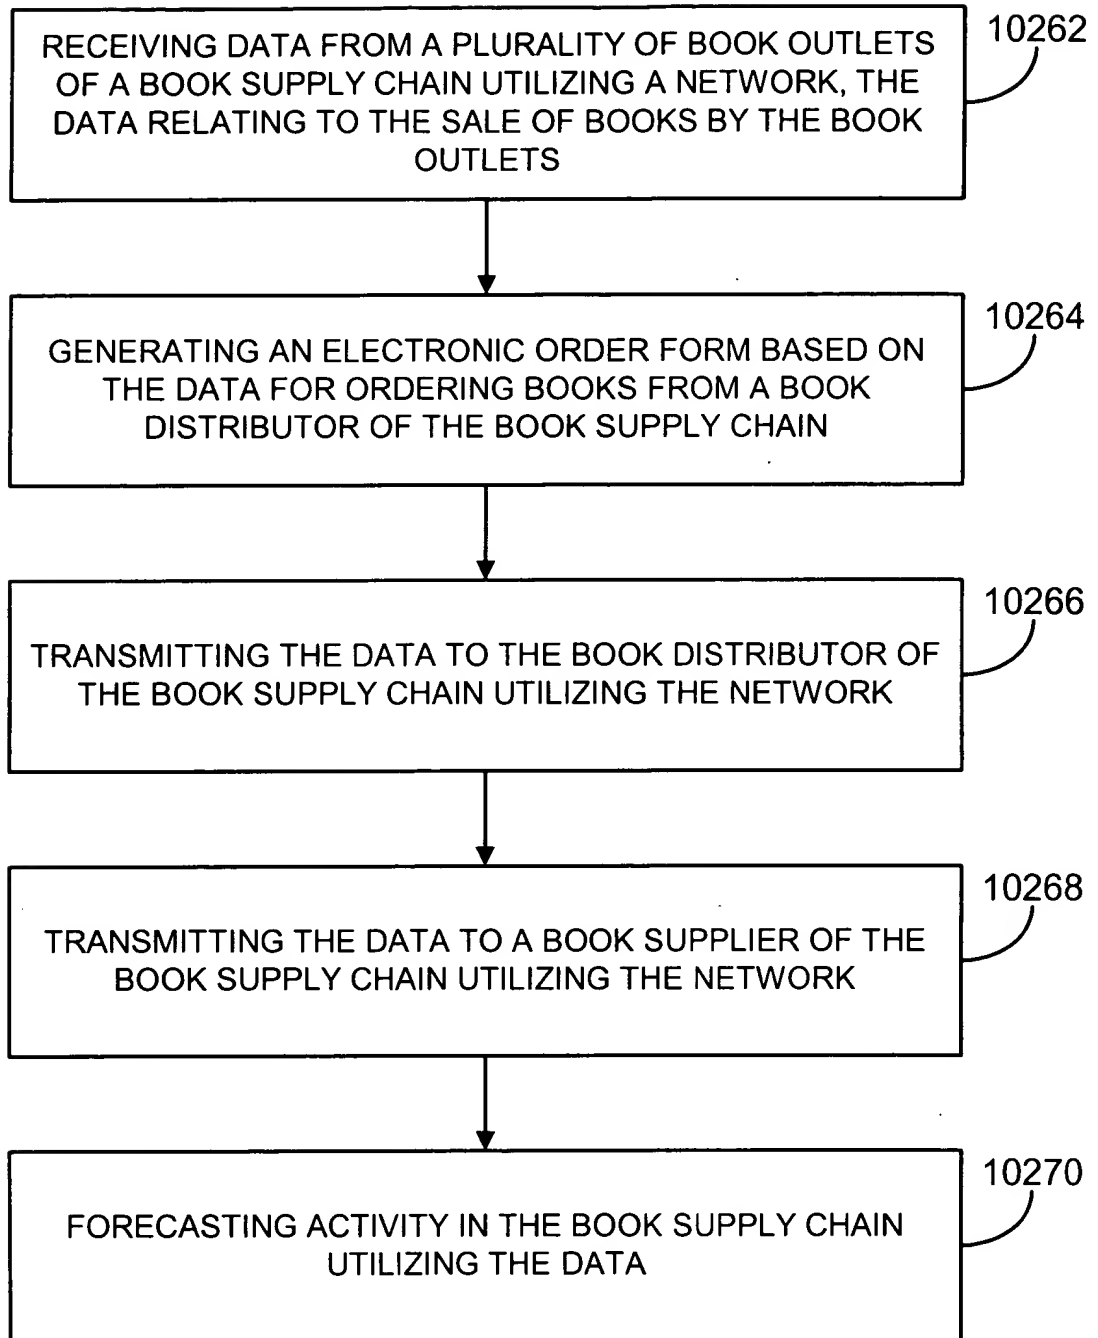 RECEIVING DATA FROM A PLURALITY OF BOOK OUTLETS
OF A BOOK SUPPLY CHAIN UTILIZING A NETWORK, THE
DATA RELATING TO THE SALE OF BOOKS BY THE BOOK
OUTLETS
10262
GENERATING AN ELECTRONIC ORDER FORM BASED ON
THE DATA FOR ORDERING BOOKS FROM A BOOK
DISTRIBUTOR OF THE BOOK SUPPLY CHAIN
10264
TRANSMITTING THE DATA TO THE BOOK DISTRIBUTOR OF
THE BOOK SUPPLY CHAIN UTILIZING THE NETWORK
10266
TRANSMITTING THE DATA TO A BOOK SUPPLIER OF THE
BOOK SUPPLY CHAIN UTILIZING THE NETWORK
10268
FORECASTING ACTIVITY IN THE BOOK SUPPLY CHAIN
UTILIZING THE DATA
10270